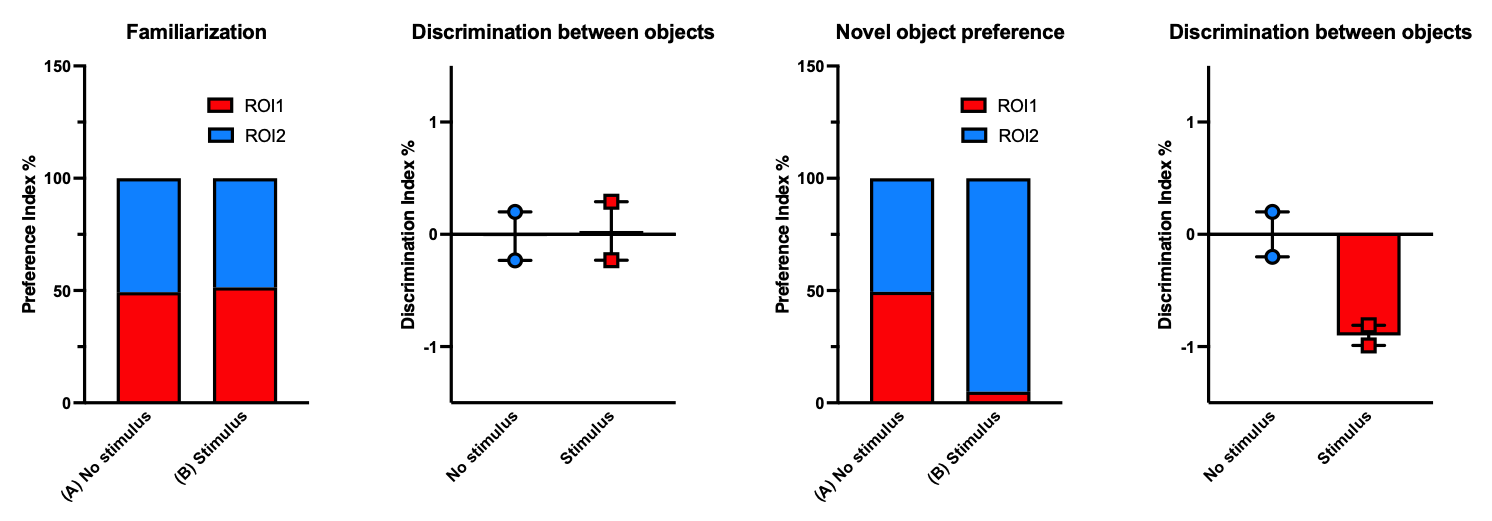 Familiarization
150
100
50
0
Preference Index %
ROI1
ROI2
(A) No stimulus
(B) Stimulus
Discrimination between objects
1
0
-1
Discrimination Index %
No stimulus
Stimulus
Novel object preference
150
100
50
0
Preference Index %
ROI1
ROI2
(A) No stimulus
(B) Stimulus
Discrimination between objects
1
0
-1
Discrimination Index %
No stimulus
Stimulus